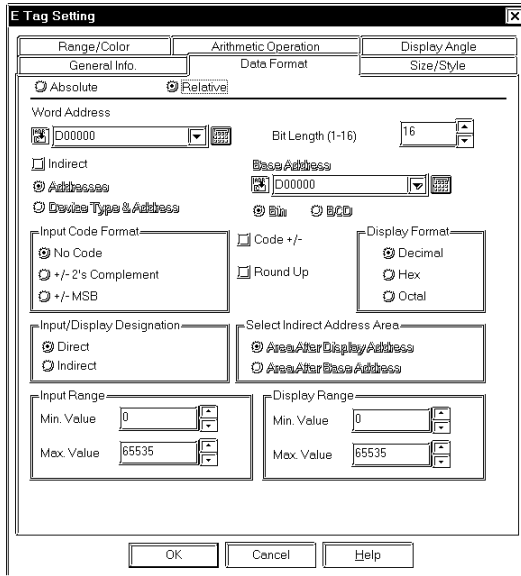 E Tag Setting
Range/Color Arithmetic Operation Display Angle
General Info. Data Format Size/Style
Absolute Relative
Word Address
D00000 Bit Length (1-16) 16
Indirect Base Address
D00000
Addresses
Device Type & Address Bin BCD
Input Code Format Code +/- Display Format
No Code Decimal
+/- 2's Complement Round Up Hex
+/- MSB Octal
Input/Display Designation Select Indirect Address Area
Direct Area After Display Address
Indirect Area After Base Address
Input Range Display Range
Min. Value 0 Min. Value 0
Max. Value 65535 Max. Value 65535
OK Cancel Help